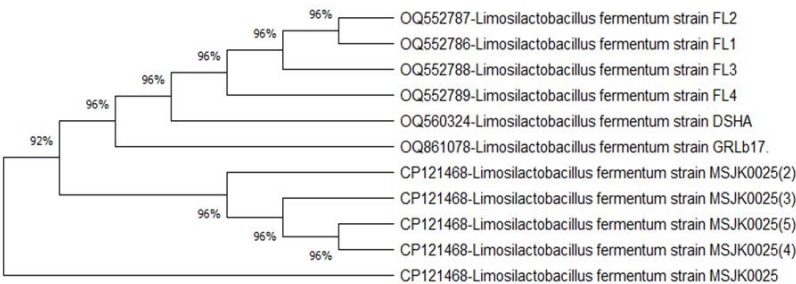 96%
OQ552787-Limosilactobacillus fermentum strain FL2
96%
OQ552786-Limosilactobacillus fermentum strain FL1
96%
OQ552788-Limosilactobacillus fermentum strain FL3
96%
OQ552789-Limosilactobacillus fermentum strain FL4
96%
OQ560324-Limosilactobacillus fermentum strain DSHA
92%
OQ861078-Limosilactobacillus fermentum strain GRLb17.
CP121468-Limosilactobacillus fermentum strain MSJK0025(2)
CP121468-Limosilactobacillus fermentum strain MSJK0025(3)
96%
CP121468-Limosilactobacillus fermentum strain MSJK0025(5)
96%
CP121468-Limosilactobacillus fermentum strain MSJK0025(4)
96%
CP121468-Limosilactobacillus fermentum strain MSJK0025